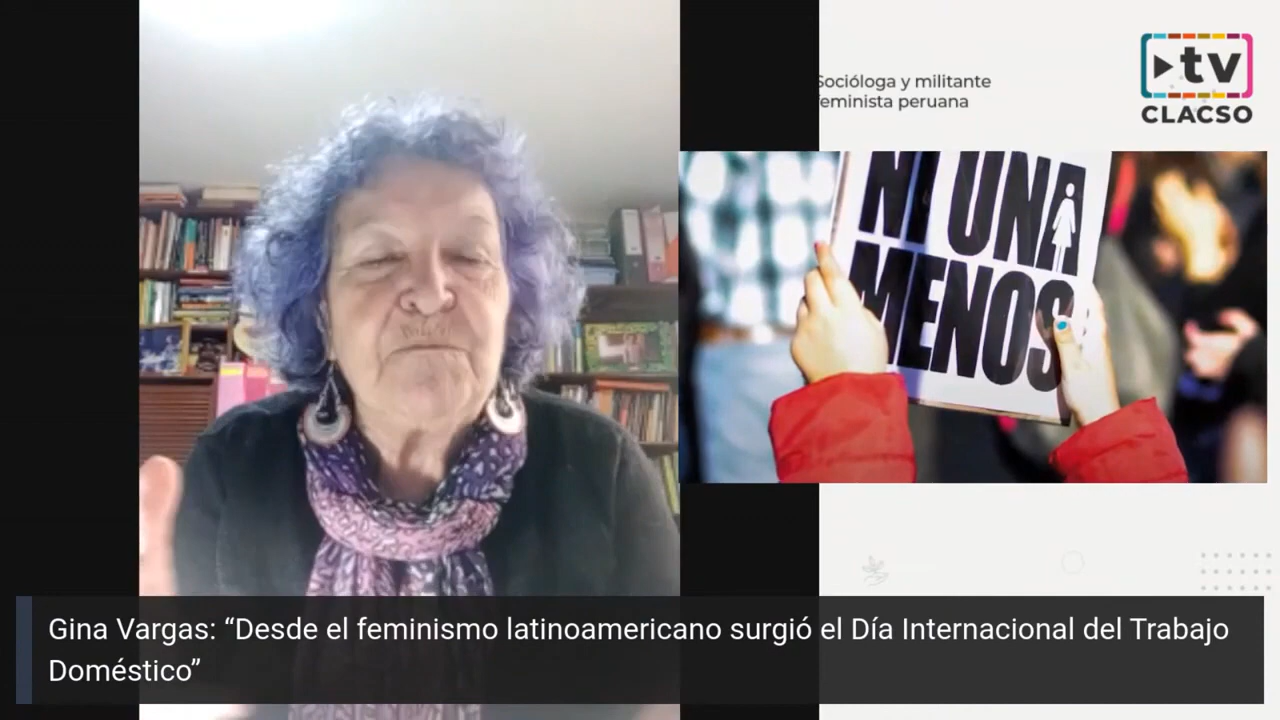 Socióloga y militante
feminista peruana
tv
CLACSO
NI UNA
MENOS
Gina Vargas: “Desde el feminismo latinoamericano surgió el Día Internacional del Trabajo
Doméstico”